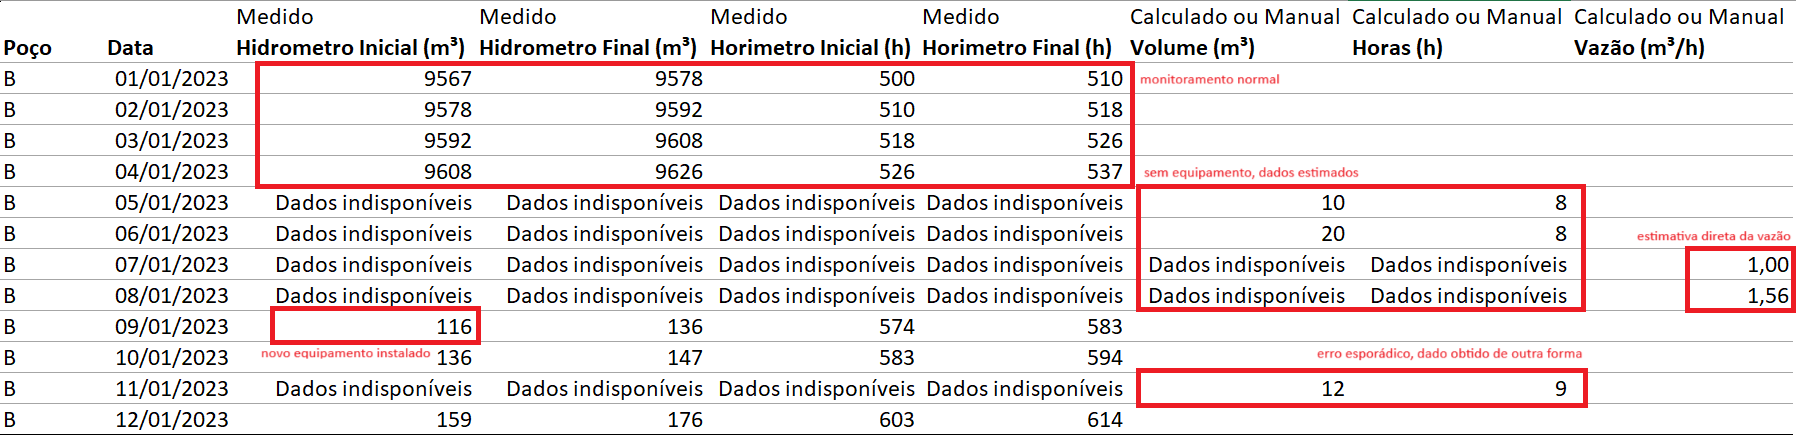 Medido Medido Medido Medido Calculado ou Manual Calculado ou Manual Calculado ou Manual
Poço Data Hidrometro Inicial (m³) Hidrometro Final (m³) Horimetro Inicial (h) Horimetro Final (h) Volume (m³) Horas (h) Vazão (m³/h)
B 01/01/2023 9567 9578 500 510 monitoramento normal
B 02/01/2023 9578 9592 510 518
B 03/01/2023 9592 9608 518 526
B 04/01/2023 9608 9626 526 537 sem equipamento, dados estimados
B 05/01/2023 Dados indisponíveis Dados indisponíveis Dados indisponíveis Dados indisponíveis 10 8
B 06/01/2023 Dados indisponíveis Dados indisponíveis Dados indisponíveis Dados indisponíveis 20 8 estimativa direta da vazão
B 07/01/2023 Dados indisponíveis Dados indisponíveis Dados indisponíveis Dados indisponíveis Dados indisponíveis Dados indisponíveis 1,00
B 08/01/2023 Dados indisponíveis Dados indisponíveis Dados indisponíveis Dados indisponíveis Dados indisponíveis Dados indisponíveis 1,56
B 09/01/2023 116 136 574 583
B 10/01/2023 novo equipamento instalado 136 147 583 594 erro esporádico, dado obtido de outra forma
B 11/01/2023 Dados indisponíveis Dados indisponíveis Dados indisponíveis Dados indisponíveis 12 9
B 12/01/2023 159 176 603 614